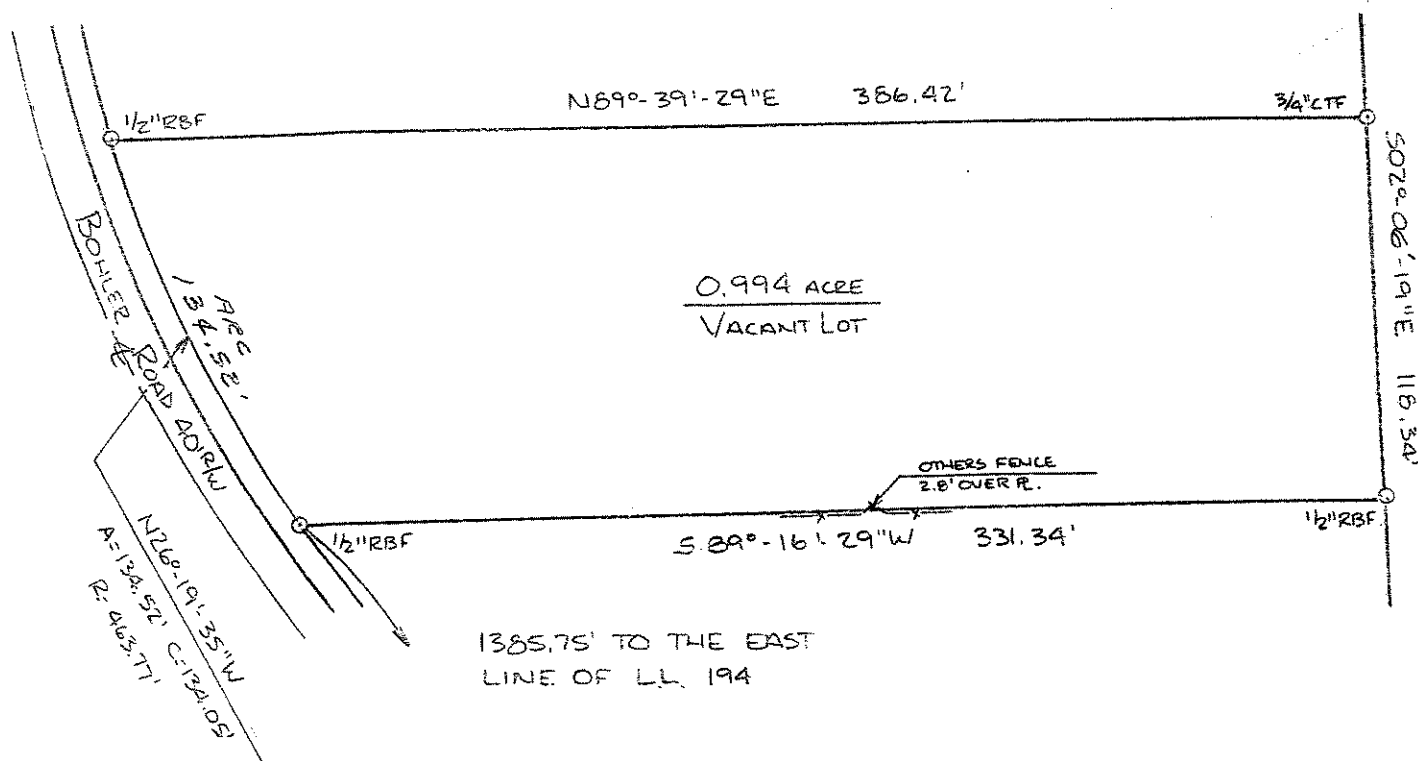 N89°-39'-29"E 386.42'
1/2"RBF
3/4"CTF
S02°-06'-19"E 118.34'
BOHLER ROAD 40'R/W
℄
ARC
134.52'
0.994 ACRE
VACANT LOT
OTHERS FENCE
2.8' OVER PL.
1/2"RBF
1/2"RBF.
S.89°-16'-29"W 331.34'
N26°-19'-35"W
A=134.52' C=134.05'
R: 463.77'
1385.75' TO THE EAST
LINE OF L.L. 194